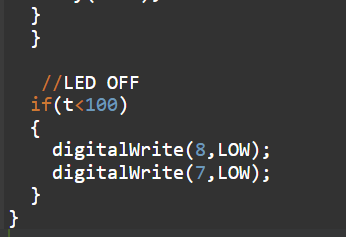 }
}
//LED OFF
if(t<100)
{
digitalWrite(8,LOW);
digitalWrite(7,LOW);
}
}